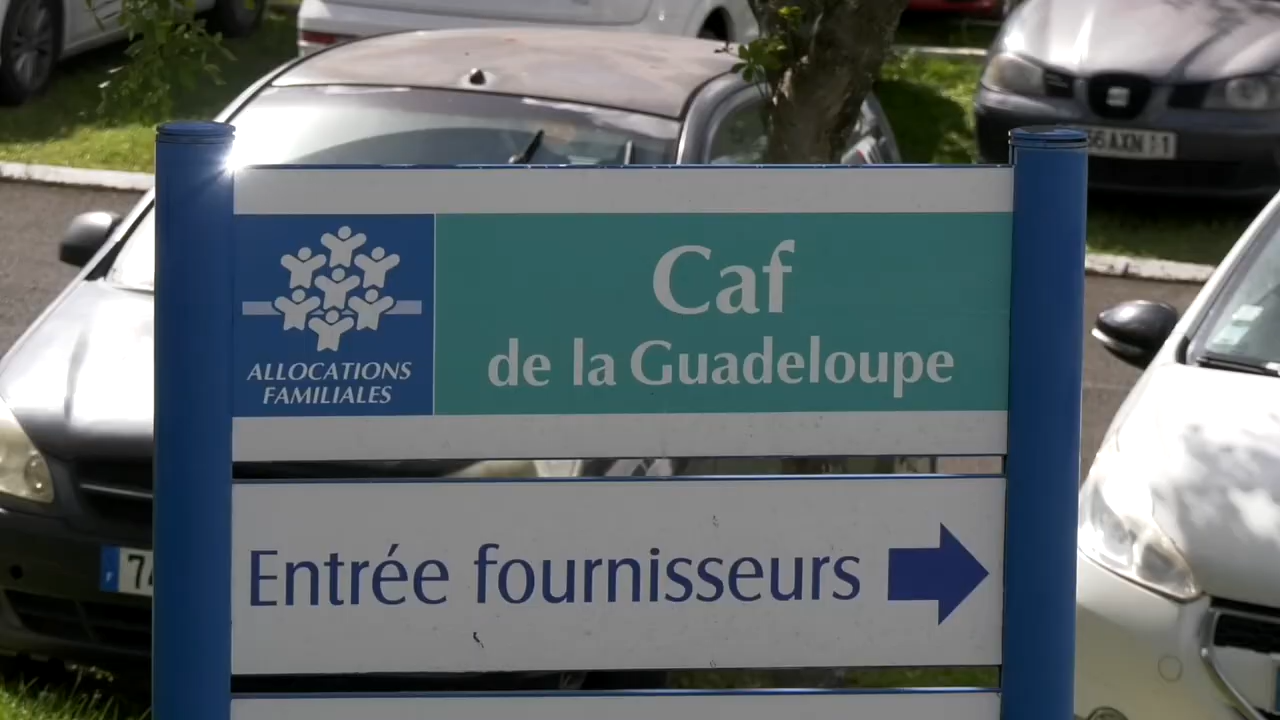 ALLOCATIONS
FAMILIALES
Caf
de la Guadeloupe
Entrée fournisseurs